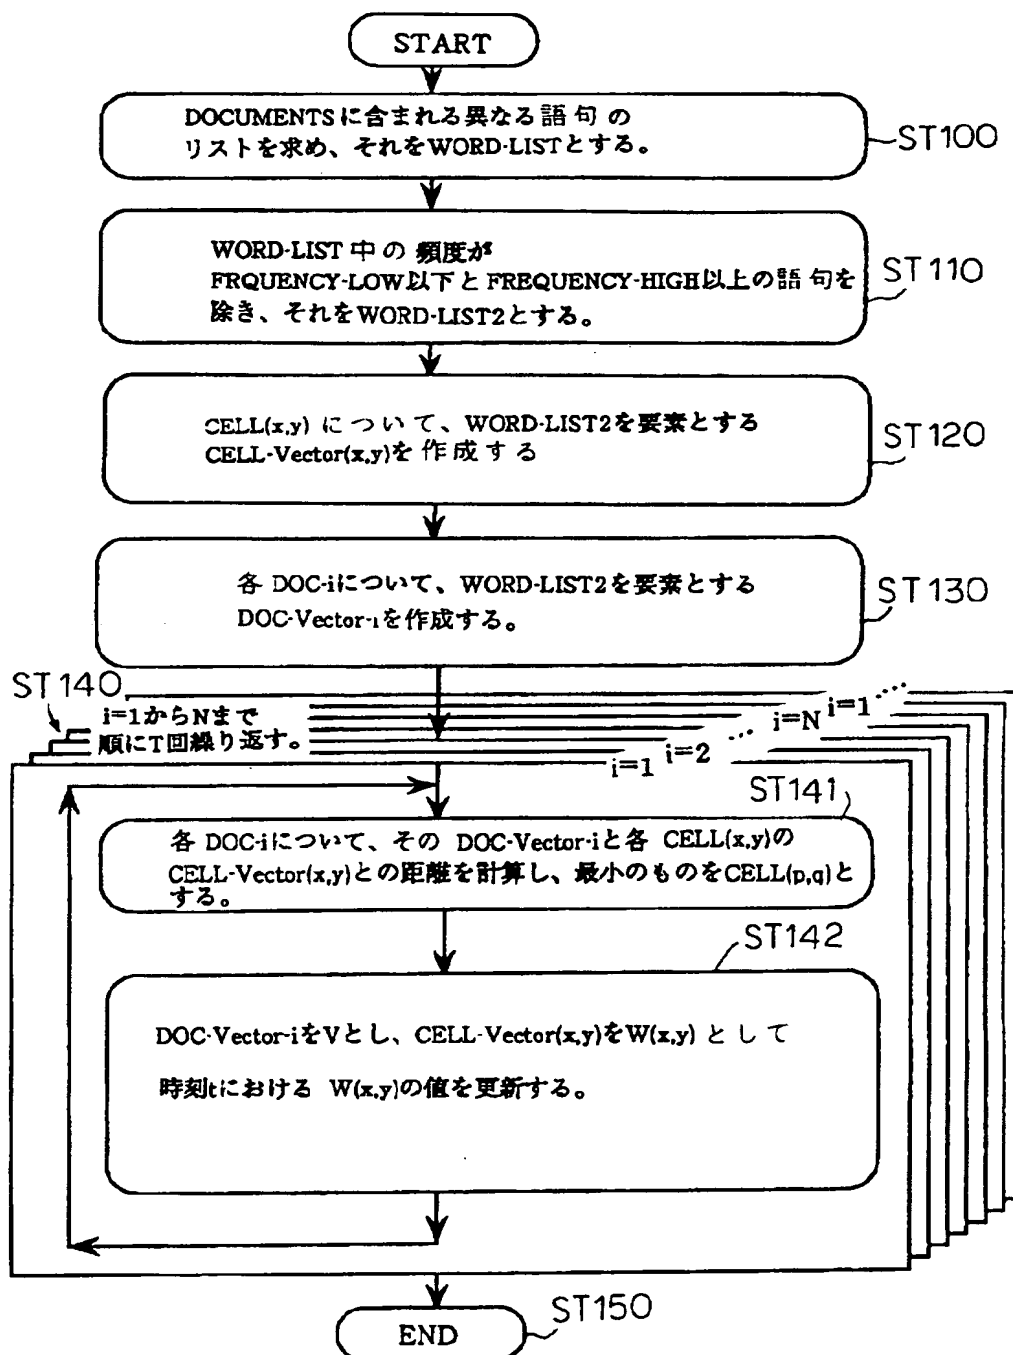 START
DOCUMENTSに含まれる異なる語句の
リストを求め、それをWORD-LISTとする。
ST100
WORD-LIST中の頻度が
FRQUENCY-LOW以下とFREQUENCY-HIGH以上の語句を
除き、それをWORD-LIST2とする。
ST110
CELL(x,y)について、WORD-LIST2を要素とする
CELL-Vector(x,y)を作成する
ST120
各DOC-iについて、WORD-LIST2を要素とする
DOC-Vector-iを作成する。
ST130
ST140
i=1からNまで
順にT回繰り返す。
i=1 i=2 ... i=N i=1 ...
ST141
各DOC-iについて、そのDOC-Vector-iと各CELL(x,y)の
CELL-Vector(x,y)との距離を計算し、最小のものをCELL(p,q)と
する。
ST142
DOC-Vector-iをVとし、CELL-Vector(x,y)をW(x,y)として
時刻tにおけるW(x,y)の値を更新する。
ST150
END